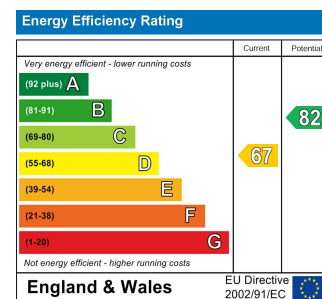 Energy Efficiency Rating
Current Potential
Very energy efficient - lower running costs
(92 plus) A
(81-91) B
82
(69-80) C
(55-68) D
67
(39-54) E
(21-38) F
(1-20) G
Not energy efficient - higher running costs
England & Wales
EU Directive
2002/91/EC